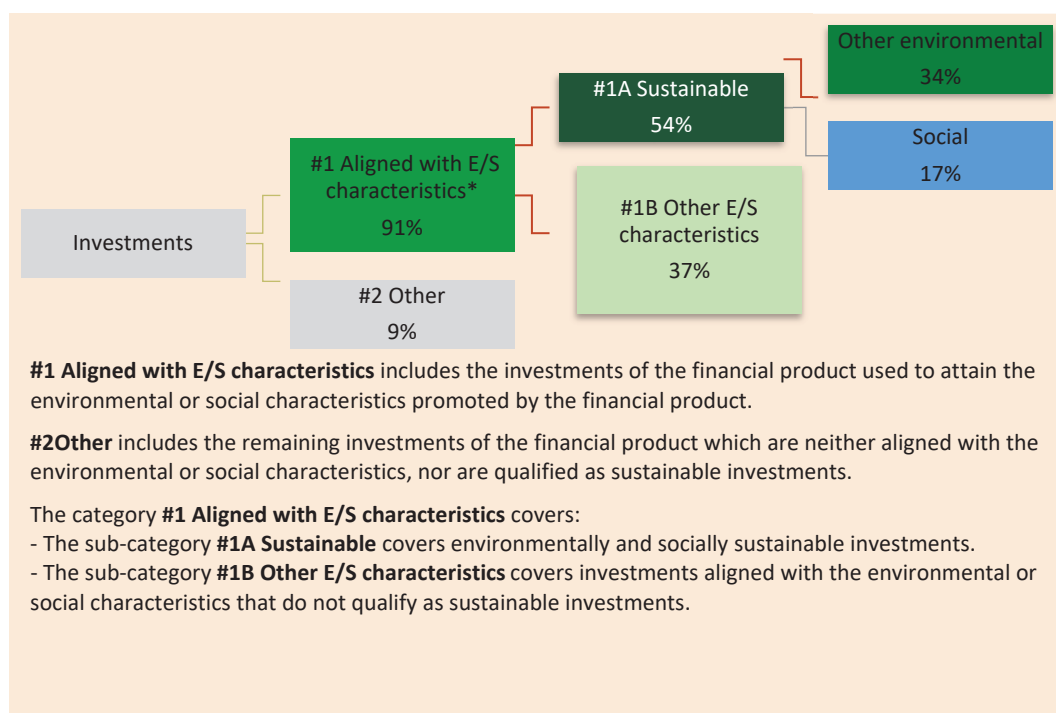 Other environmental
34%
#1A Sustainable
54%
Social
17%
#1 Aligned with E/S
characteristics*
91%
#1B Other E/S
characteristics
37%
Investments
#2 Other
9%
#1 Aligned with E/S characteristics includes the investments of the financial product used to attain the
environmental or social characteristics promoted by the financial product.
#2Other includes the remaining investments of the financial product which are neither aligned with the
environmental or social characteristics, nor are qualified as sustainable investments.
The category #1 Aligned with E/S characteristics covers:
- The sub-category #1A Sustainable covers environmentally and socially sustainable investments.
- The sub-category #1B Other E/S characteristics covers investments aligned with the environmental or
social characteristics that do not qualify as sustainable investments.